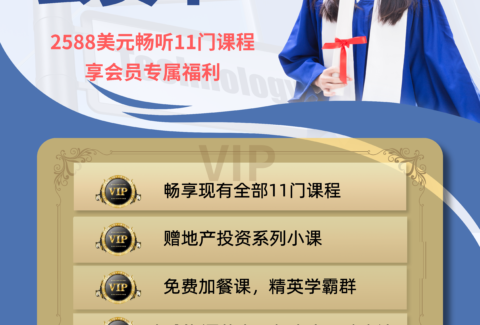 2588美元畅听11门课程
享会员专属福利
VIP
VIP 畅享现有全部11门课程
VIP 赠地产投资系列小课
VIP 免费加餐课，精英学霸群